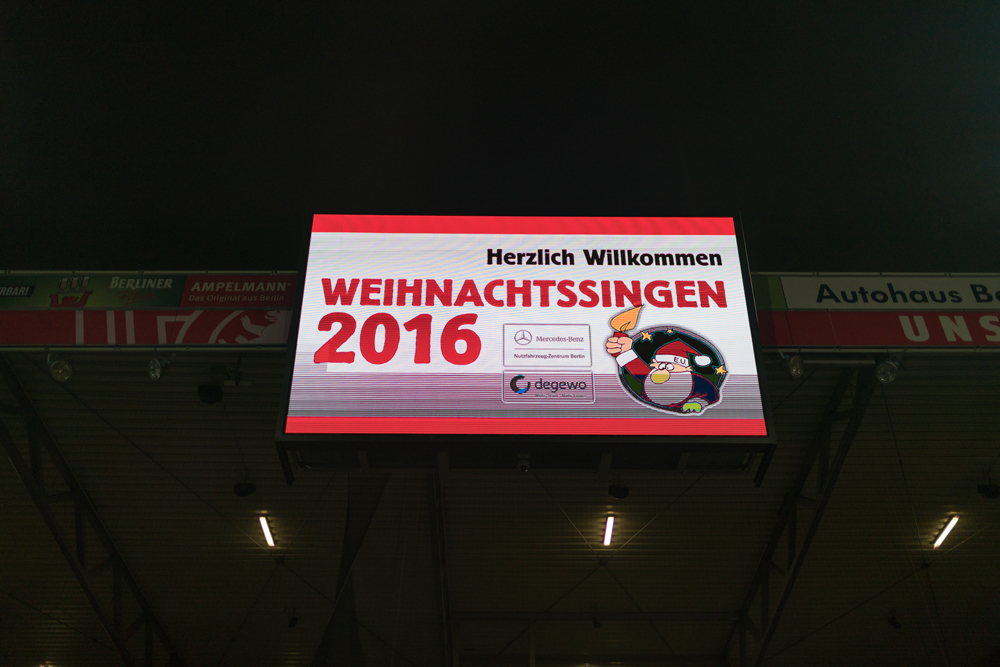 Herzlich Willkommen
WEIHNACHTSSINGEN
2016
Mercedes-Benz
Nutzfahrzeug-Zentrum Berlin
degewo
E.U.
RBAR!
BERLINER
AMPELMANN
Das Original aus Berlin
Autohaus Be
UNS